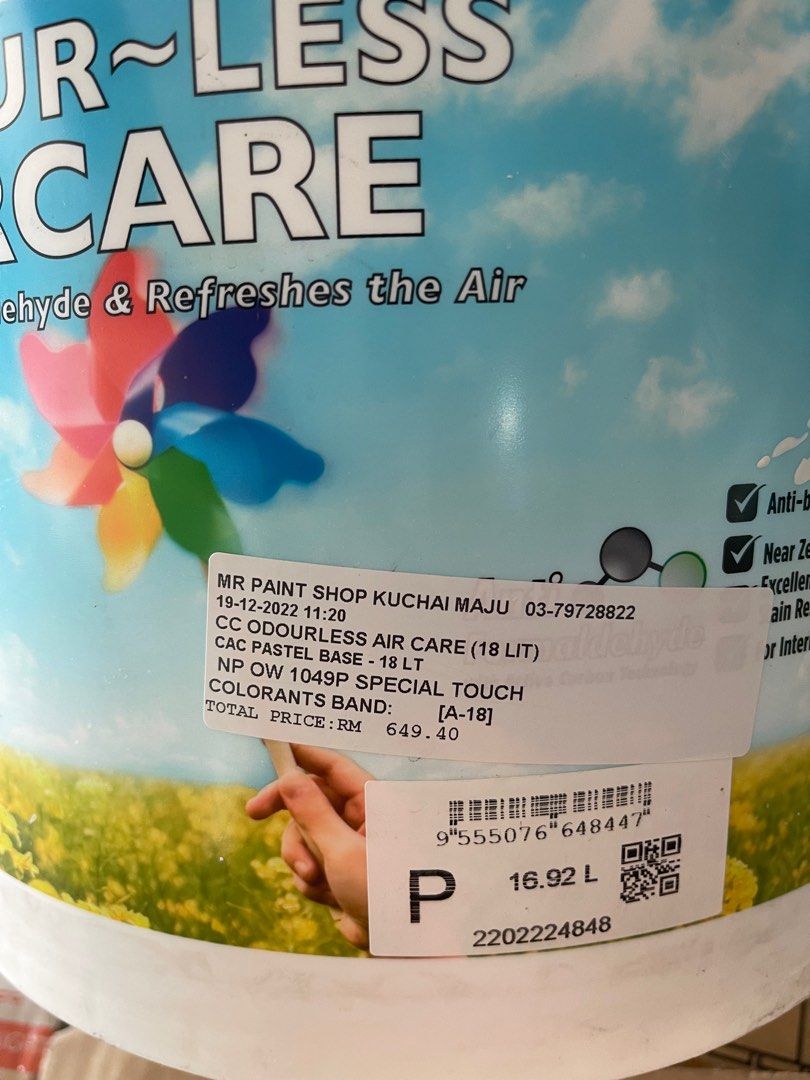 UR~LESS
RCARE
ehyde & Refreshes the Air
Anti-b
Near Ze
Excellen
ain Re
or Inter
MR PAINT SHOP KUCHAI MAJU 03-79728822
19-12-2022 11:20
CC ODOURLESS AIR CARE (18 LIT)
CAC PASTEL BASE - 18 LT
NP OW 1049P SPECIAL TOUCH
COLORANTS BAND: [A-18]
TOTAL PRICE:RM 649.40
9"555076"648447"
P 16.92 L
2202224848